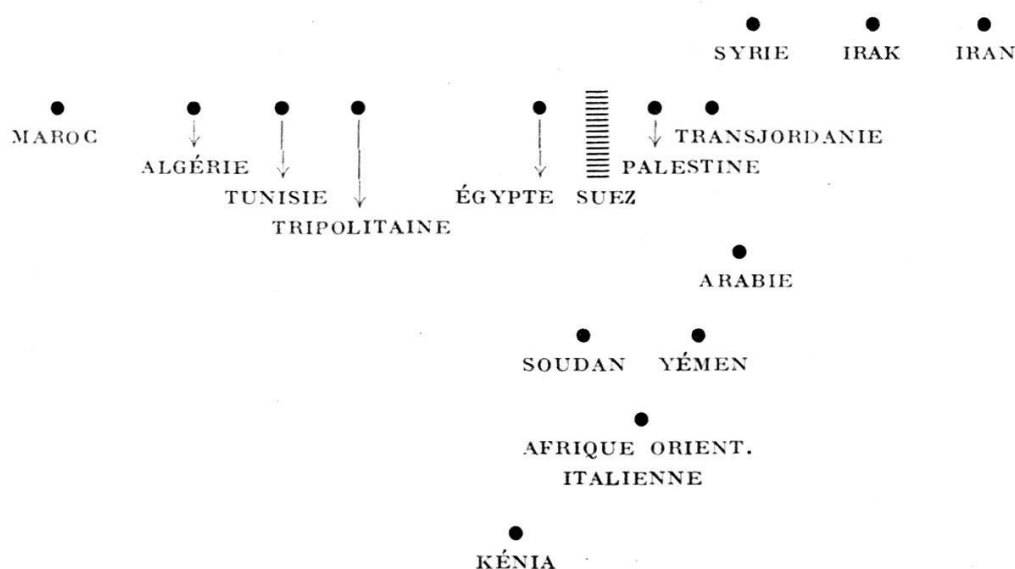 SYRIE IRAK IRAN
MAROC TRANSJORDANIE
ALGÉRIE PALESTINE
TUNISIE ÉGYPTE SUEZ
TRIPOLITAINE
ARABIE
SOUDAN YÉMEN
AFRIQUE ORIENT.
ITALIENNE
KÉNIA